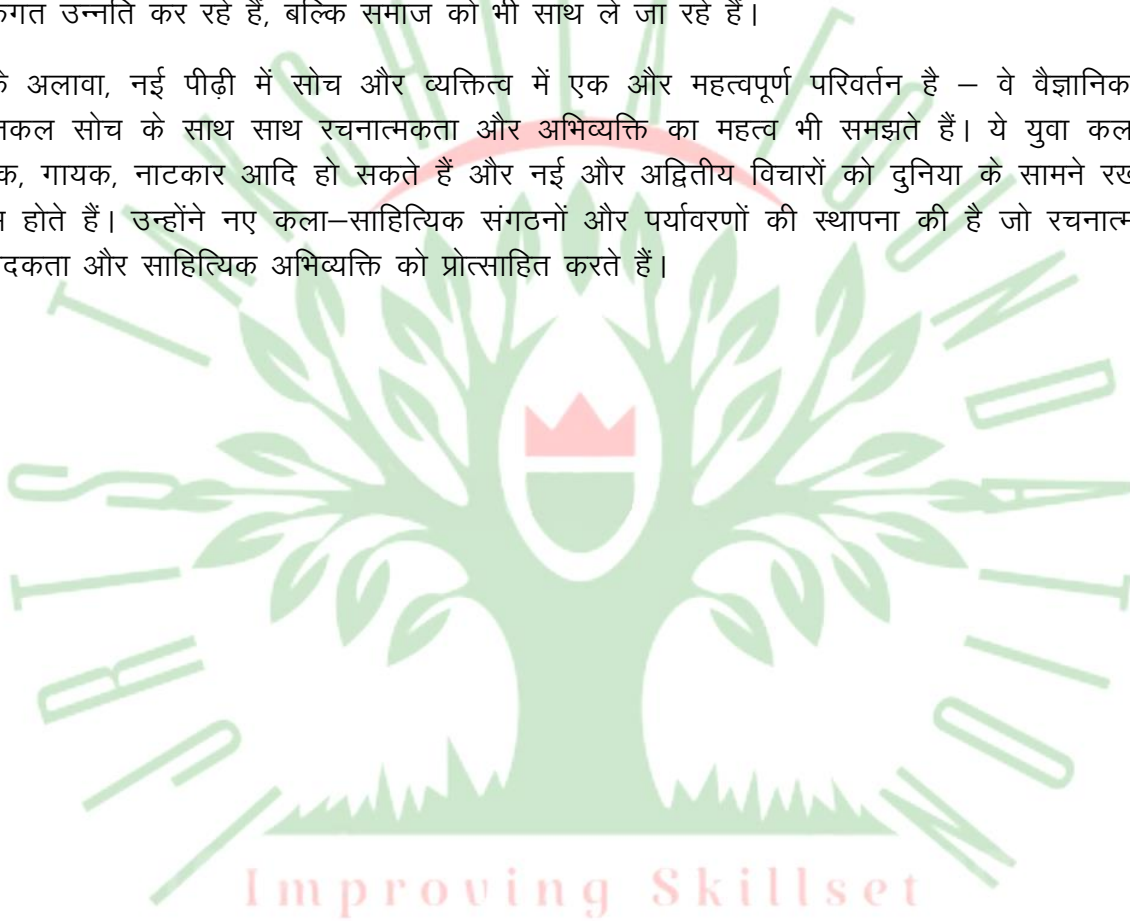 कगत उन्नति कर रहे हैं, बल्कि समाज को भी साथ ले जा रहे हैं।
के अलावा, नई पीढ़ी में सोच और व्यक्तित्व में एक और महत्वपूर्ण परिवर्तन है – वे वैज्ञानिक
नकल सोच के साथ साथ रचनात्मकता और अभिव्यक्ति का महत्व भी समझते हैं। ये युवा कल
क, गायक, नाटकार आदि हो सकते हैं और नई और अद्वितीय विचारों को दुनिया के सामने रख
होते हैं। उन्होंने नए कला–साहित्यिक संगठनों और पर्यावरणों की स्थापना की है जो रचनात्म
दकता और साहित्यिक अभिव्यक्ति को प्रोत्साहित करते हैं।
Improving Skillset